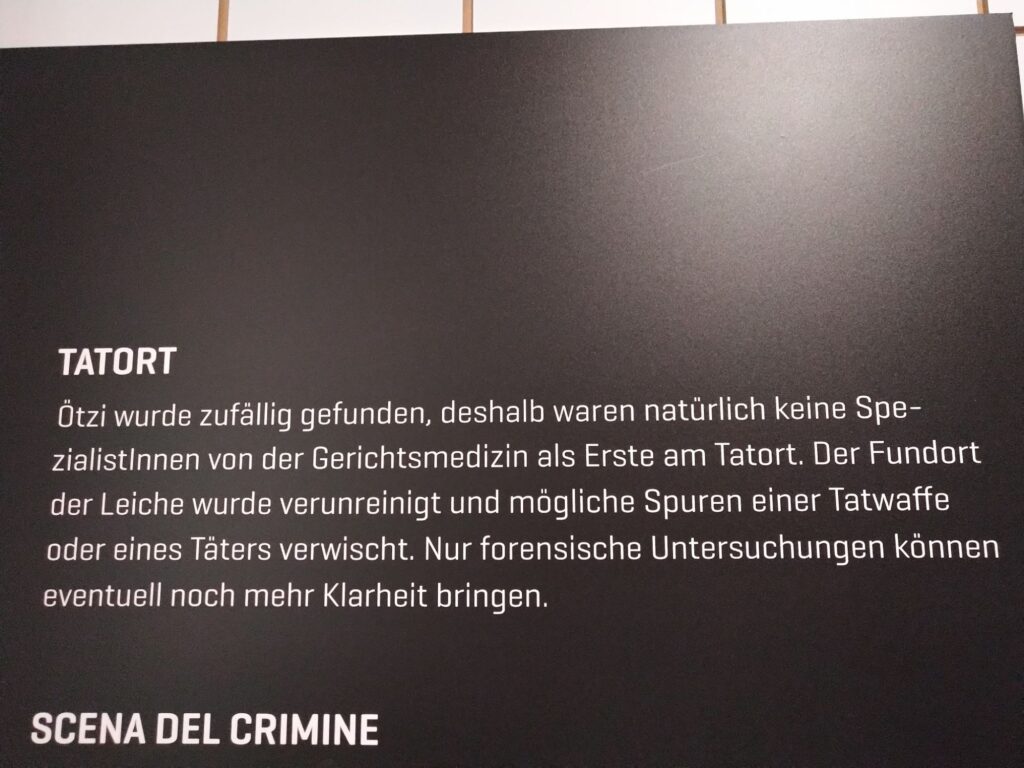 TATORT
Ötzi wurde zufällig gefunden, deshalb waren natürlich keine Spe-
zialistInnen von der Gerichtsmedizin als Erste am Tatort. Der Fundort
der Leiche wurde verunreinigt und mögliche Spuren einer Tatwaffe
oder eines Täters verwischt. Nur forensische Untersuchungen können
eventuell noch mehr Klarheit bringen.
SCENA DEL CRIMINE